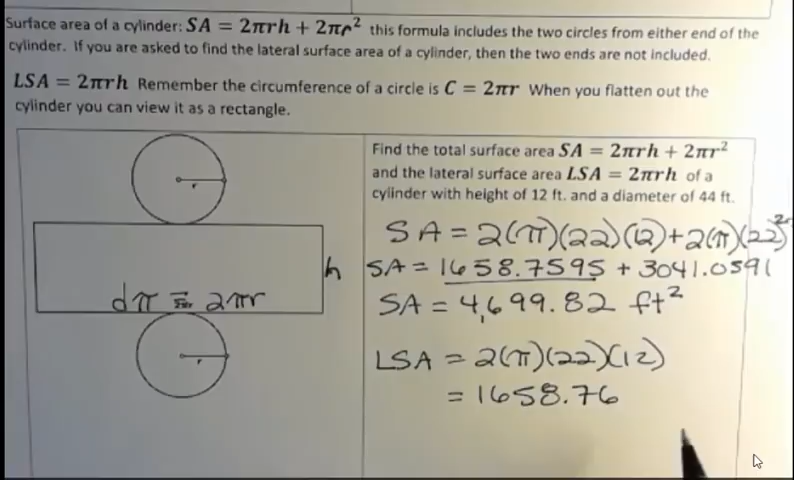 Surface area of a cylinder: SA = 2πrh + 2πr² this formula includes the two circles from either end of the
cylinder. If you are asked to find the lateral surface area of a cylinder, then the two ends are not included.
LSA = 2πrh Remember the circumference of a circle is C = 2πr When you flatten out the
cylinder you can view it as a rectangle.
r
h
dπ = 2πr
r
Find the total surface area SA = 2πrh + 2πr²
and the lateral surface area LSA = 2πrh of a
cylinder with height of 12 ft. and a diameter of 44 ft.
SA = 2(π)(22)(12)+2(π)(22)²
SA = 1658.7595 + 3041.0591
SA = 4,699.82 ft²
LSA = 2(π)(22)(12)
= 1658.76